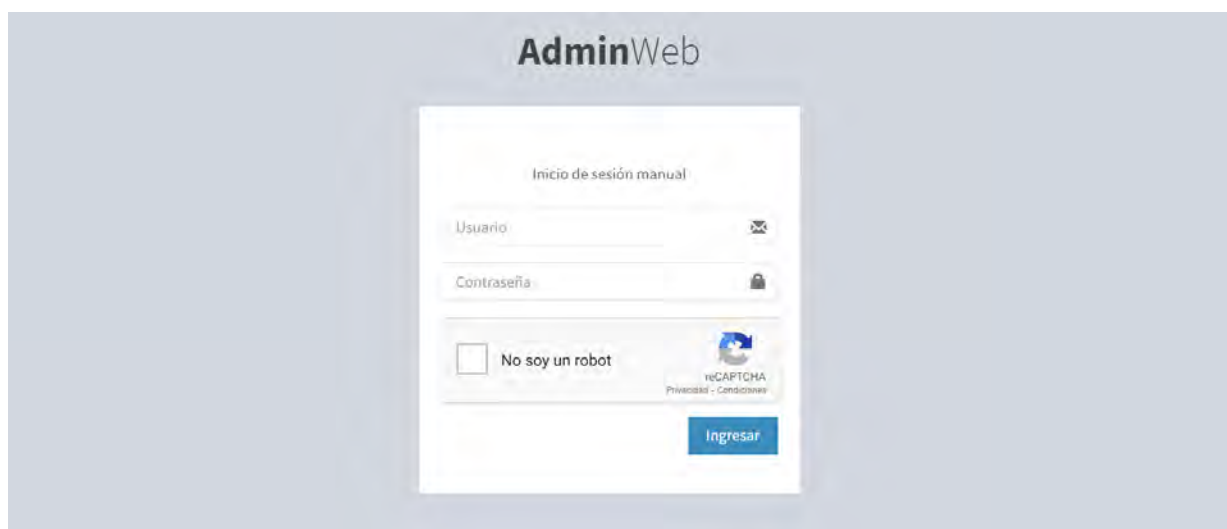 AdminWeb
Inicio de sesión manual
Usuario
Contraseña
No soy un robot
reCAPTCHA
Privacidad - Condiciones
Ingresar